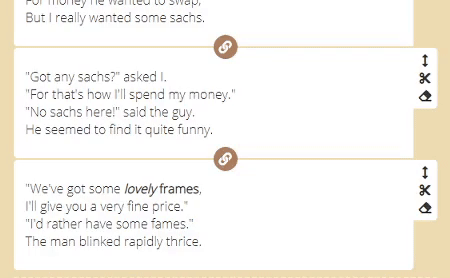 For money he wanted to swap,
But I really wanted some sachs.
"Got any sachs?" asked I.
"For that's how I'll spend my money."
"No sachs here!" said the guy.
He seemed to find it quite funny.
"We've got some lovely frames,
I'll give you a very fine price."
"I'd rather have some fames."
The man blinked rapidly thrice.